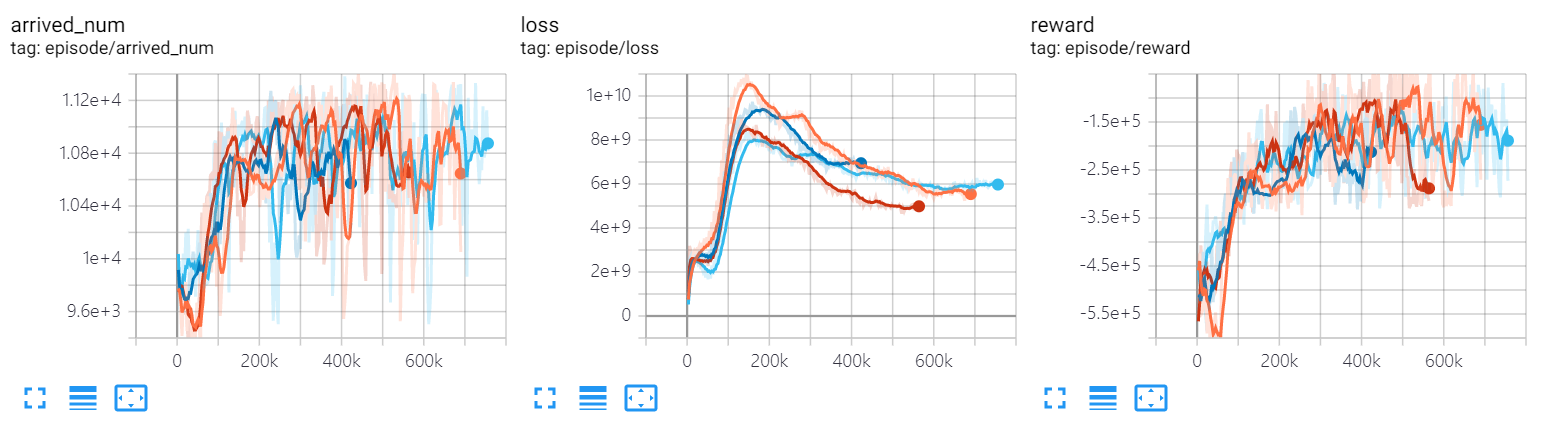 arrived_num
tag: episode/arrived_num
1.12e+4
1.08e+4
1.04e+4
1e+4
9.6e+3
0 200k 400k 600k
loss
tag: episode/loss
1e+10
8e+9
6e+9
4e+9
2e+9
0
0 200k 400k 600k
reward
tag: episode/reward
-1.5e+5
-2.5e+5
-3.5e+5
-4.5e+5
-5.5e+5
0 200k 400k 600k